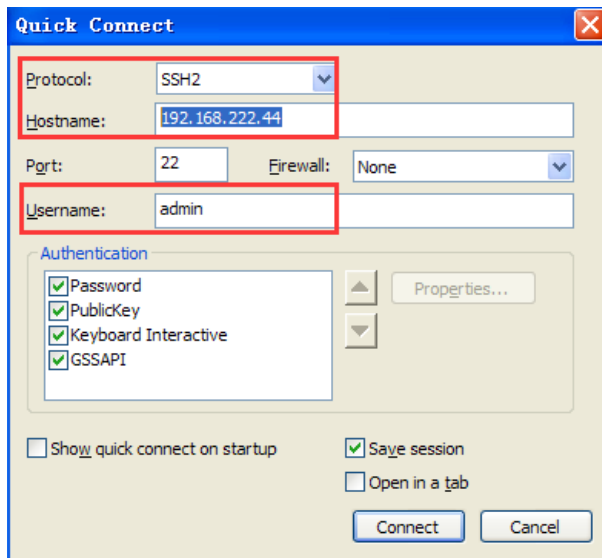 Quick Connect
Protocol: SSH2
Hostname: 192.168.222.44
Port: 22 Firewall: None
Username: admin
Authentication
Password
PublicKey
Keyboard Interactive
GSSAPI
Properties...
Show quick connect on startup
Save session
Open in a tab
Connect Cancel